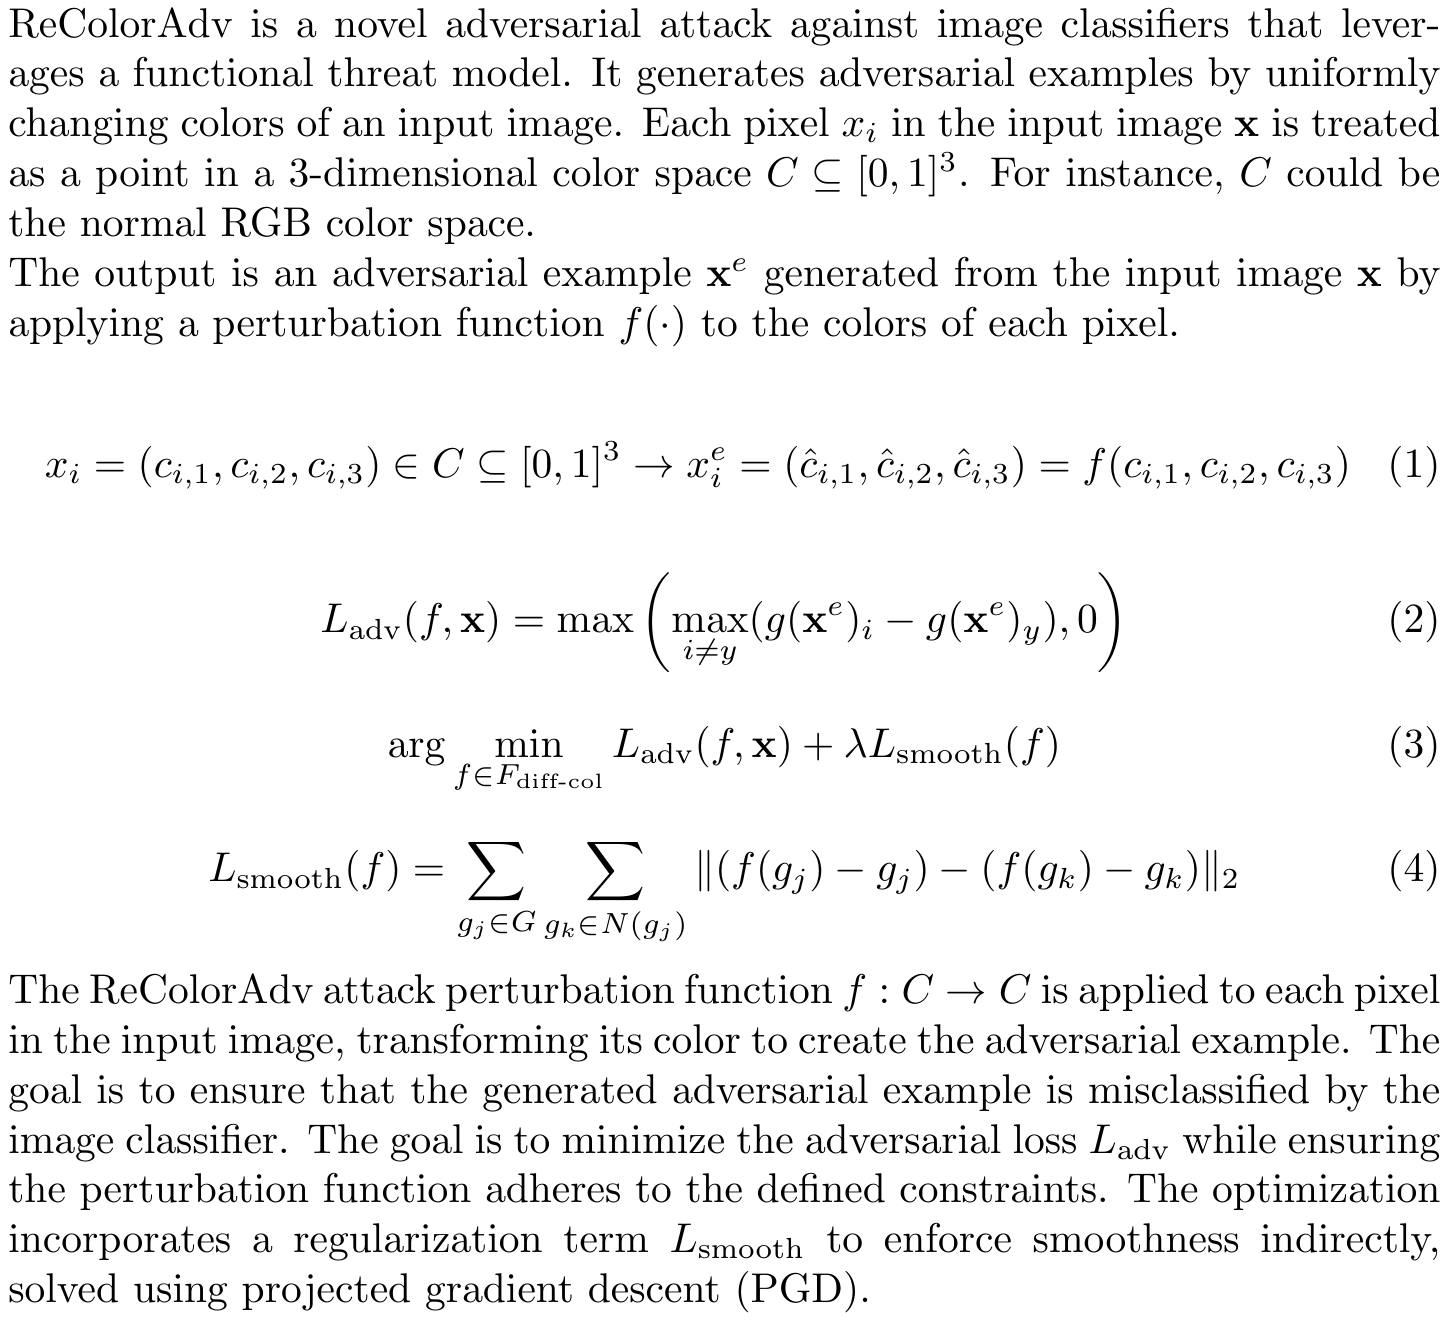 ReColorAdv is a novel adversarial attack against image classifiers that lever-
ages a functional threat model. It generates adversarial examples by uniformly
changing colors of an input image. Each pixel $x_i$ in the input image $\mathbf{x}$ is treated
as a point in a 3-dimensional color space $C \subseteq [0, 1]^3$. For instance, $C$ could be
the normal RGB color space.
The output is an adversarial example $\mathbf{x}^e$ generated from the input image $\mathbf{x}$ by
applying a perturbation function $f(\cdot)$ to the colors of each pixel.
$x_i = (c_{i,1}, c_{i,2}, c_{i,3}) \in C \subseteq [0, 1]^3 \rightarrow x_i^e = (\hat{c}_{i,1}, \hat{c}_{i,2}, \hat{c}_{i,3}) = f(c_{i,1}, c_{i,2}, c_{i,3})$ (1)
$L_{\text{adv}}(f, \mathbf{x}) = \max \left( \max_{i \neq y} (g(\mathbf{x}^e)_i - g(\mathbf{x}^e)_y), 0 \right)$ (2)
$\arg \min_{f \in F_{\text{diff-col}}} L_{\text{adv}}(f, \mathbf{x}) + \lambda L_{\text{smooth}}(f)$ (3)
$L_{\text{smooth}}(f) = \sum_{g_j \in G} \sum_{g_k \in N(g_j)} \|(f(g_j) - g_j) - (f(g_k) - g_k)\|_2$ (4)
The ReColorAdv attack perturbation function $f : C \rightarrow C$ is applied to each pixel
in the input image, transforming its color to create the adversarial example. The
goal is to ensure that the generated adversarial example is misclassified by the
image classifier. The goal is to minimize the adversarial loss $L_{\text{adv}}$ while ensuring
the perturbation function adheres to the defined constraints. The optimization
incorporates a regularization term $L_{\text{smooth}}$ to enforce smoothness indirectly,
solved using projected gradient descent (PGD).